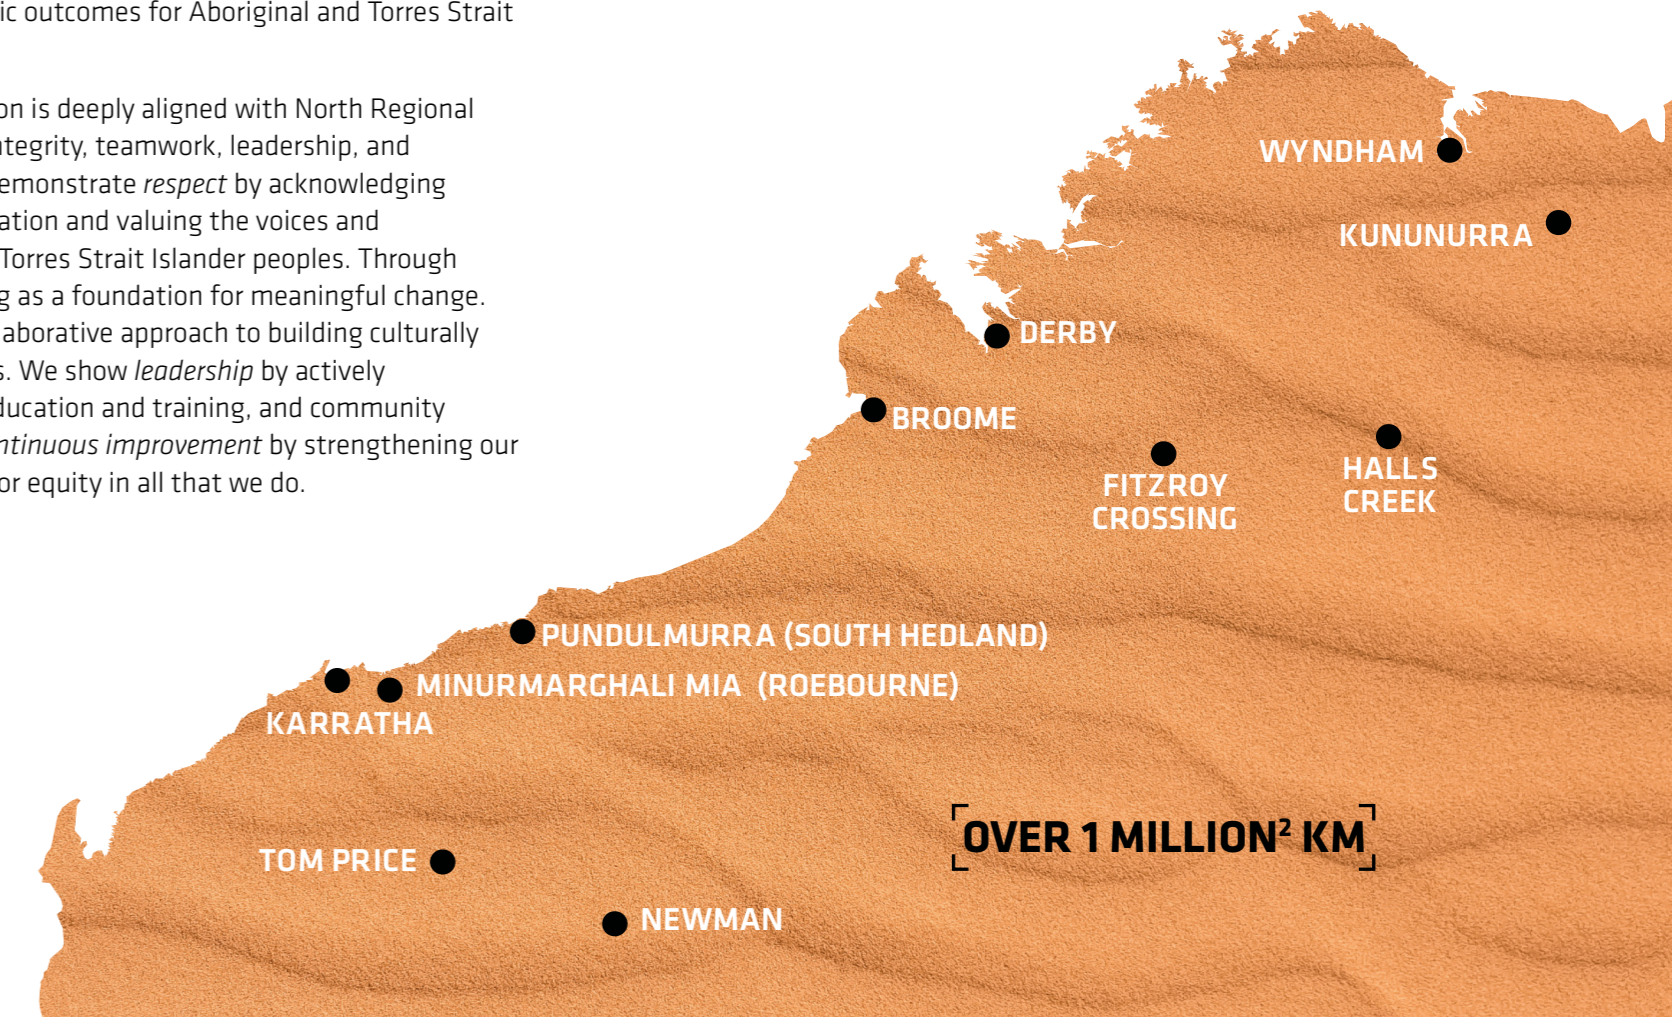 ic outcomes for Aboriginal and Torres Strait
on is deeply aligned with North Regional
ntegrity, teamwork, leadership, and
emonstrate respect by acknowledging
ation and valuing the voices and
Torres Strait Islander peoples. Through
g as a foundation for meaningful change.
laborative approach to building culturally
s. We show leadership by actively
ducation and training, and community
ntinuous improvement by strengthening our
or equity in all that we do.
WYNDHAM
KUNUNURRA
DERBY
BROOME
FITZROY
CROSSING
HALLS
CREEK
PUNDULMURRA (SOUTH HEDLAND)
MINURMARGHALI MIA (ROEBOURNE)
KARRATHA
TOM PRICE
OVER 1 MILLION² KM
NEWMAN